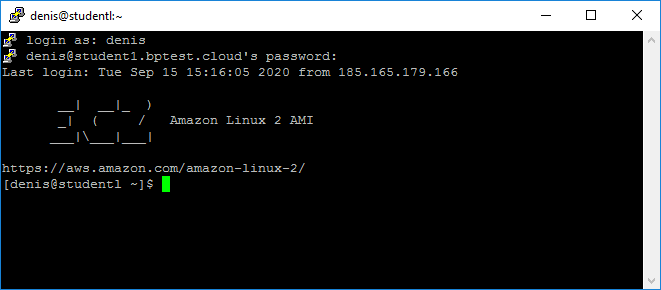 denis@studentl:~
login as: denis
denis@student1.bptest.cloud's password:
Last login: Tue Sep 15 15:16:05 2020 from 185.165.179.166
       __|  __|_  )
       _|  (     /   Amazon Linux 2 AMI
      ___|\___|___|
https://aws.amazon.com/amazon-linux-2/
[denis@studentl ~]$